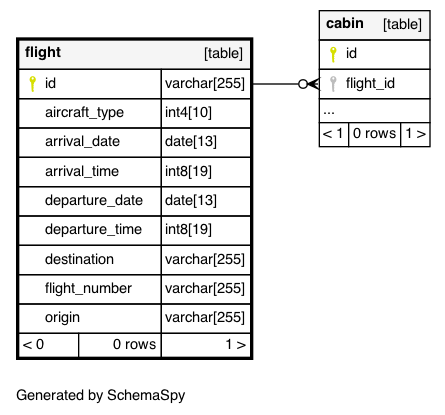 flight [table]
id varchar[255]
aircraft_type int4[10]
arrival_date date[13]
arrival_time int8[19]
departure_date date[13]
departure_time int8[19]
destination varchar[255]
flight_number varchar[255]
origin varchar[255]
< 0 0 rows 1 >
cabin [table]
id
flight_id
...
< 1 0 rows 1 >
Generated by SchemaSpy